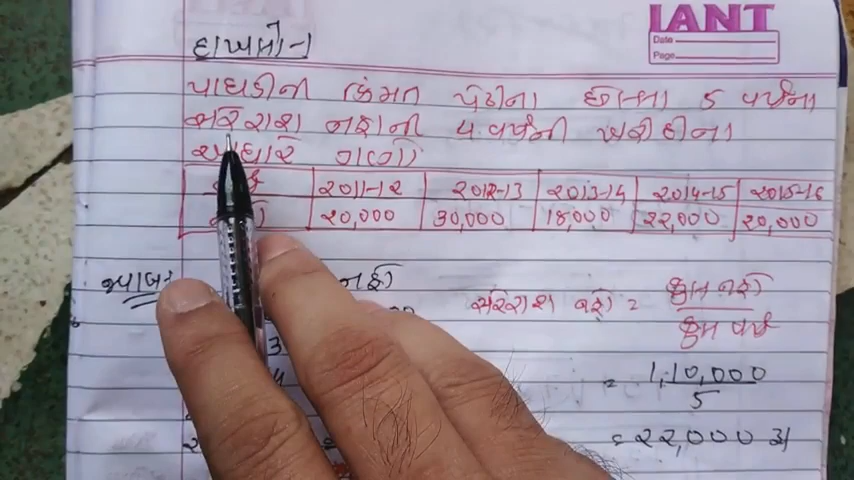 IANT
Date
Page
દાખલો-૧
પાઘડીની કિંમત પેઢીના છેલ્લા 5 વર્ષના
સરેરાશ નફાની 4 વર્ષની ખરીદીના
આધારે ગણો
2011-12 2012-13 2013-14 2014-15 2015-16
20,000 30,000 18,000 22,000 20,000
નફો
સરેરાશ નફો = કુલ નફો
કુલ વર્ષ
= 1,10,000
5
= 22,000 રૂ